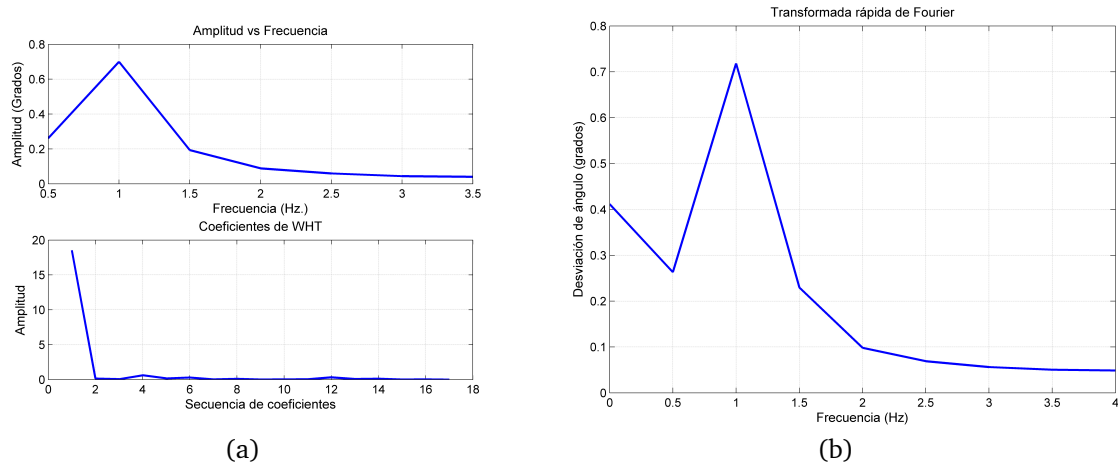 Amplitud vs Frecuencia
0.8
0.6
0.4
0.2
0
Amplitud (Grados)
0.5 1 1.5 2 2.5 3 3.5
Frecuencia (Hz.)
Coeficientes de WHT
20
15
10
5
0
Amplitud
0 2 4 6 8 10 12 14 16 18
Secuencia de coeficientes
(a)
Transformada rápida de Fourier
0.8
0.7
0.6
0.5
0.4
0.3
0.2
0.1
0
Desviación de ángulo (grados)
0 0.5 1 1.5 2 2.5 3 3.5 4
Frecuencia (Hz)
(b)